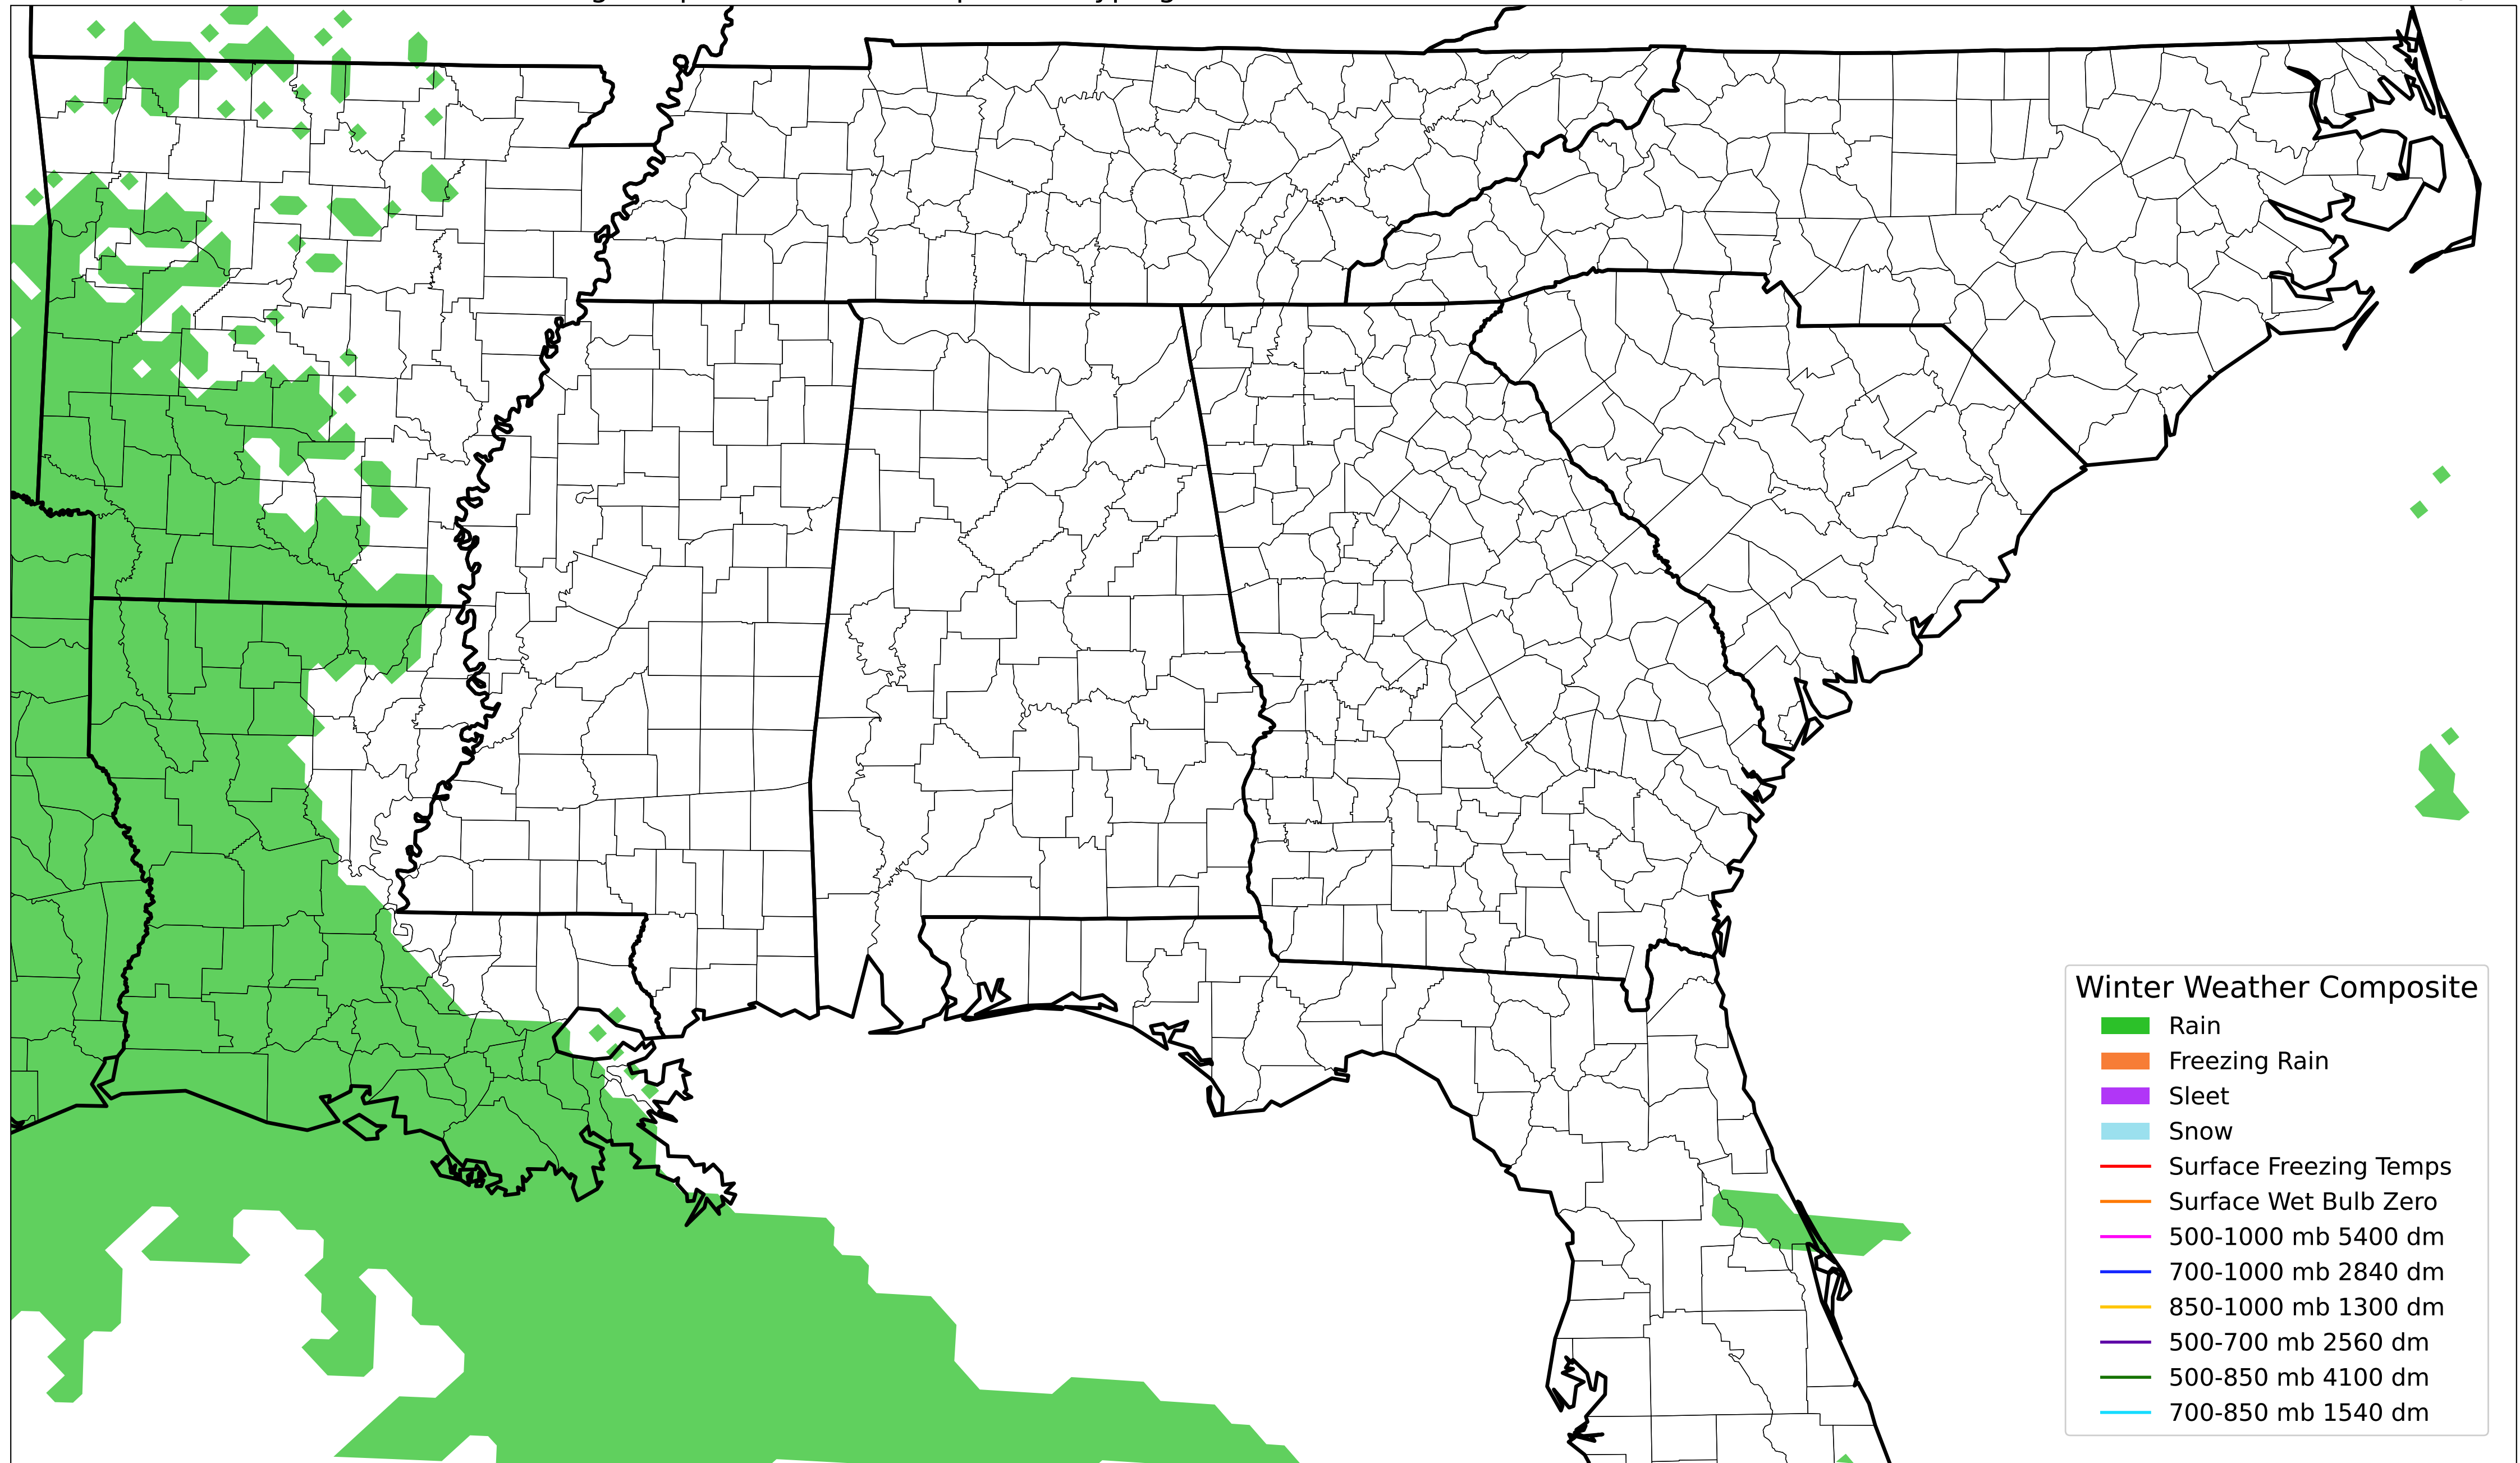 Winter Weather Composite
Rain
Freezing Rain
Sleet
Snow
Surface Freezing Temps
Surface Wet Bulb Zero
500-1000 mb 5400 dm
700-1000 mb 2840 dm
850-1000 mb 1300 dm
500-700 mb 2560 dm
500-850 mb 4100 dm
700-850 mb 1540 dm